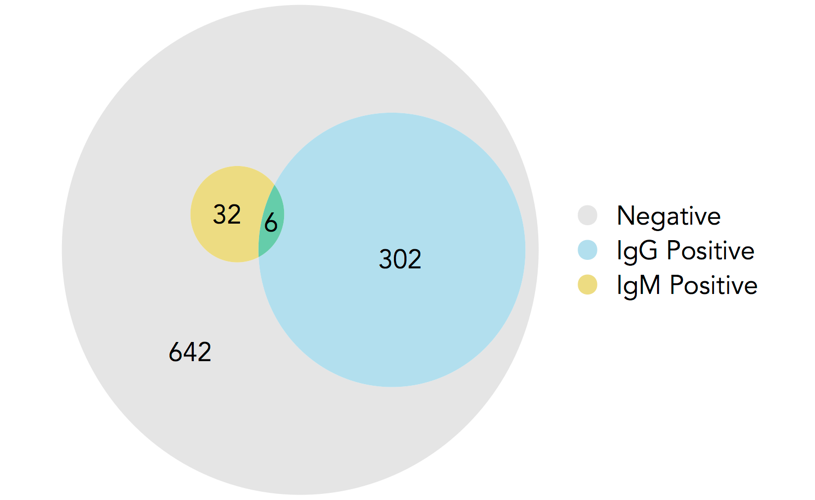 32
6
302
642
Negative
IgG Positive
IgM Positive